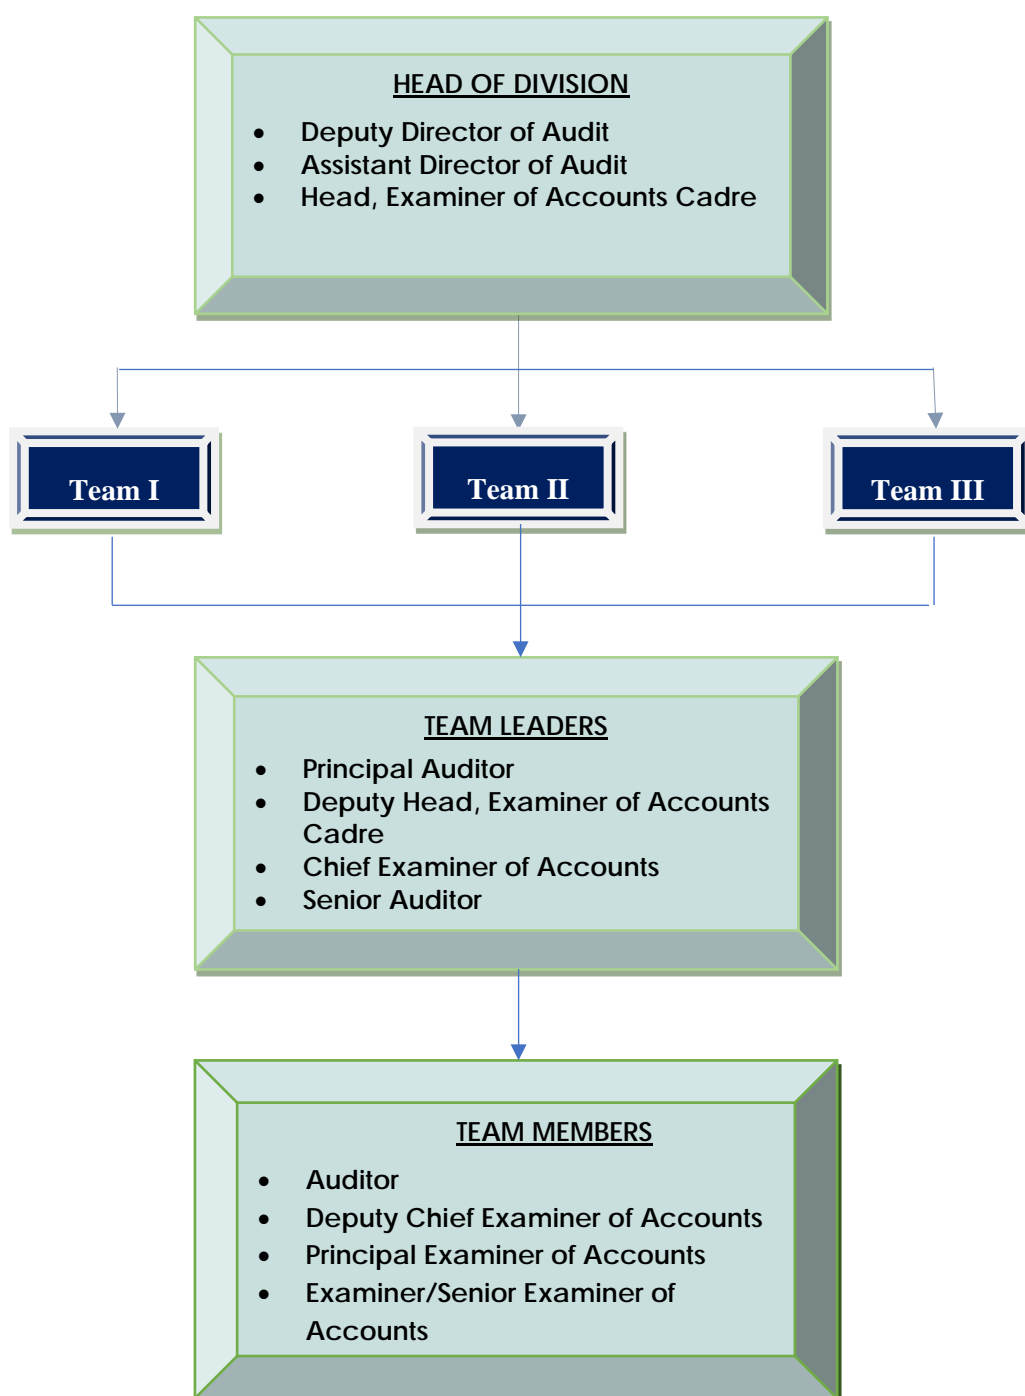 HEAD OF DIVISION
• Deputy Director of Audit
• Assistant Director of Audit
• Head, Examiner of Accounts Cadre
Team I
Team II
Team III
TEAM LEADERS
• Principal Auditor
• Deputy Head, Examiner of Accounts
Cadre
• Chief Examiner of Accounts
• Senior Auditor
TEAM MEMBERS
• Auditor
• Deputy Chief Examiner of Accounts
• Principal Examiner of Accounts
• Examiner/Senior Examiner of
Accounts